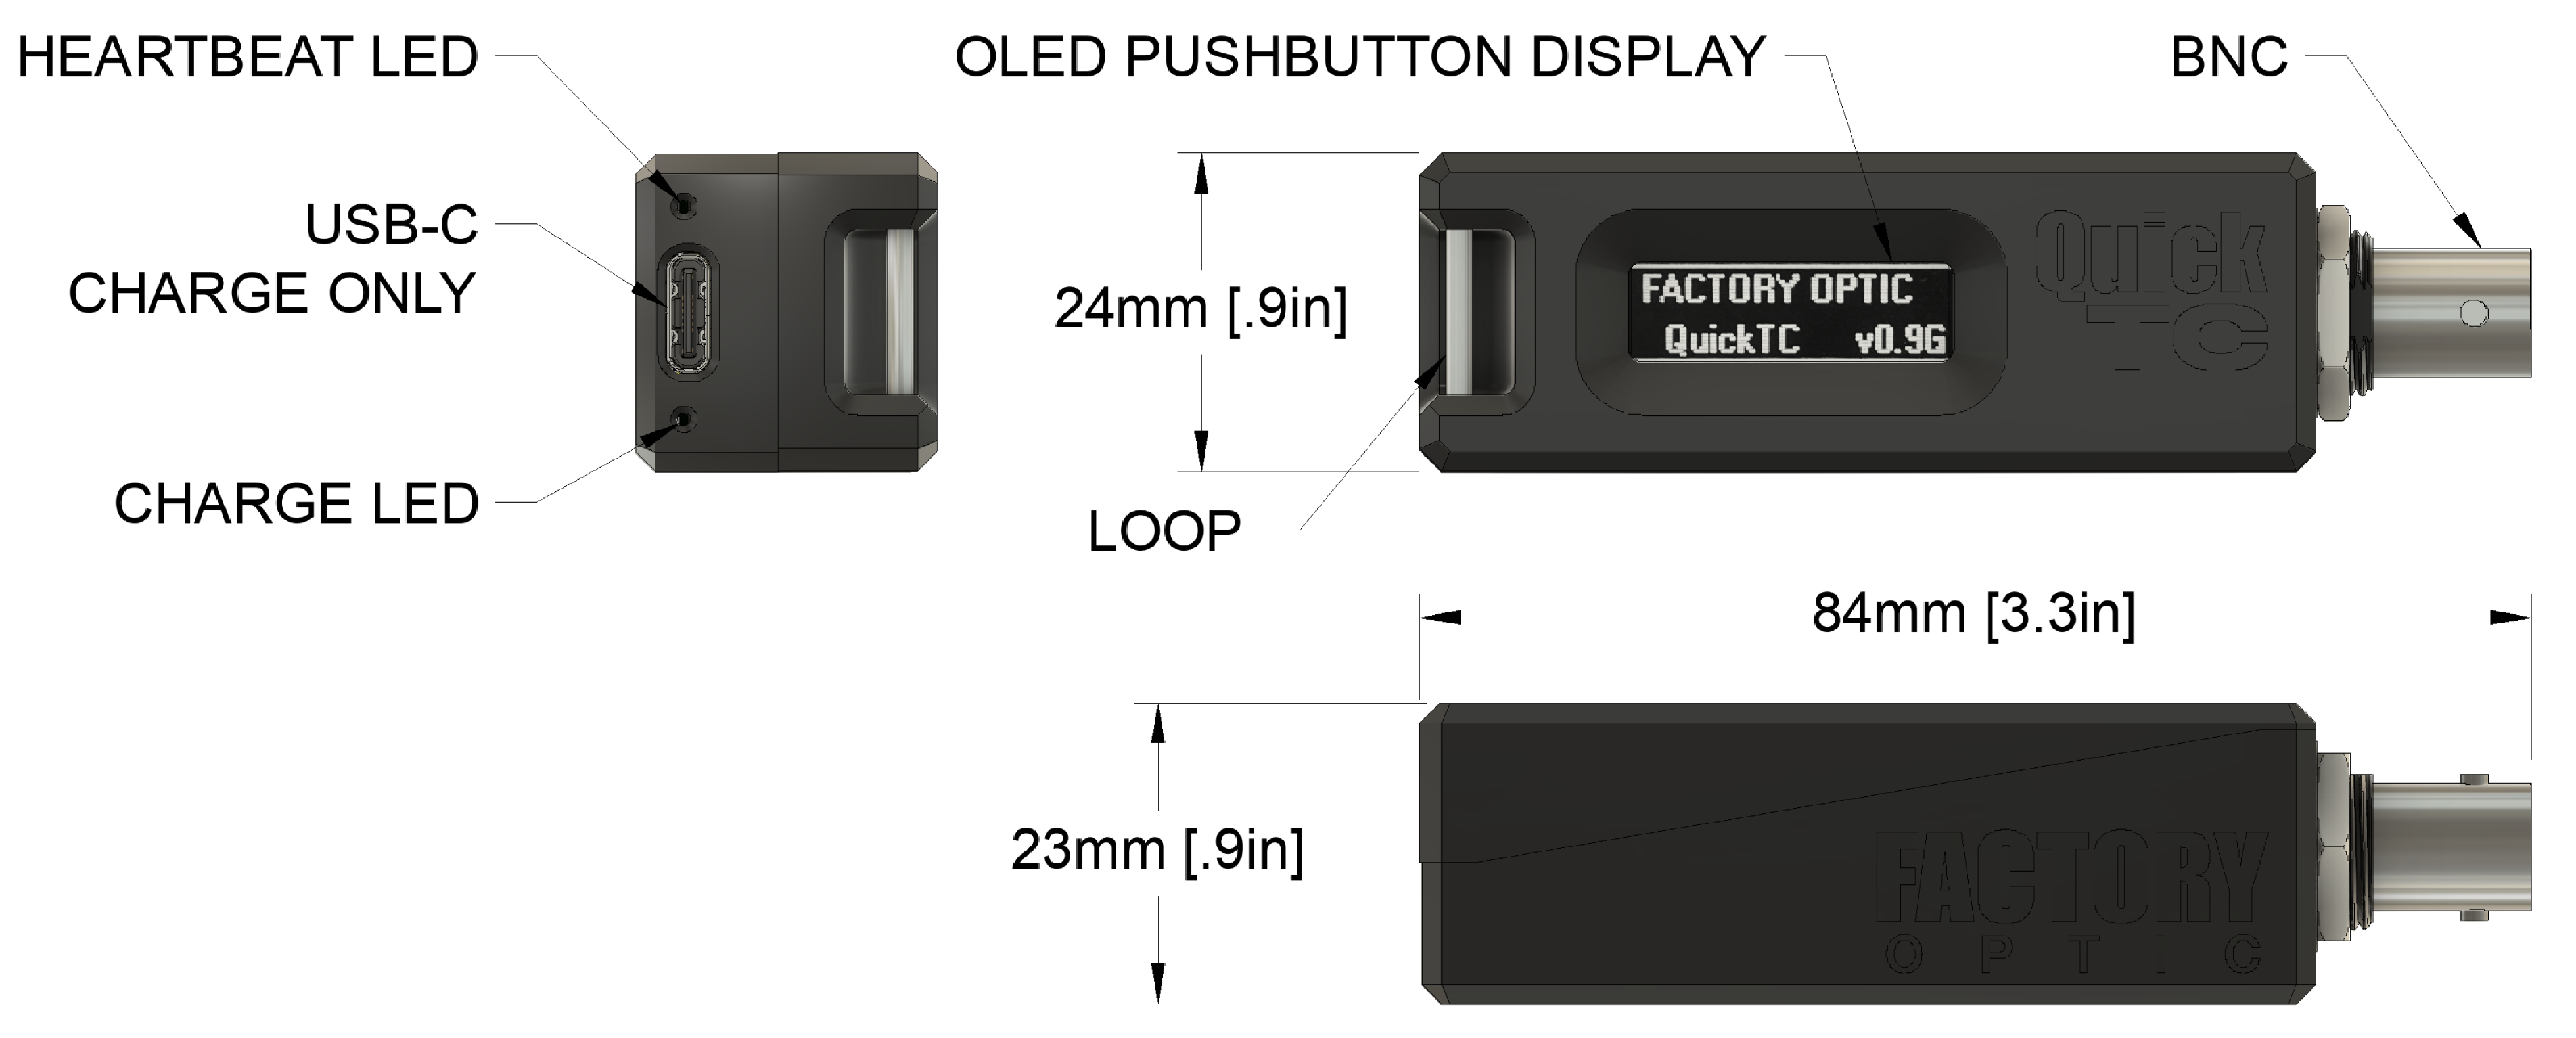 HEARTBEAT LED
OLED PUSHBUTTON DISPLAY
BNC
USB-C
CHARGE ONLY
24mm [.9in]
FACTORY OPTIC
QuickTC v0.9G
Quick
TC
CHARGE LED
LOOP
84mm [3.3in]
23mm [.9in]
FACTORY
OPTIC